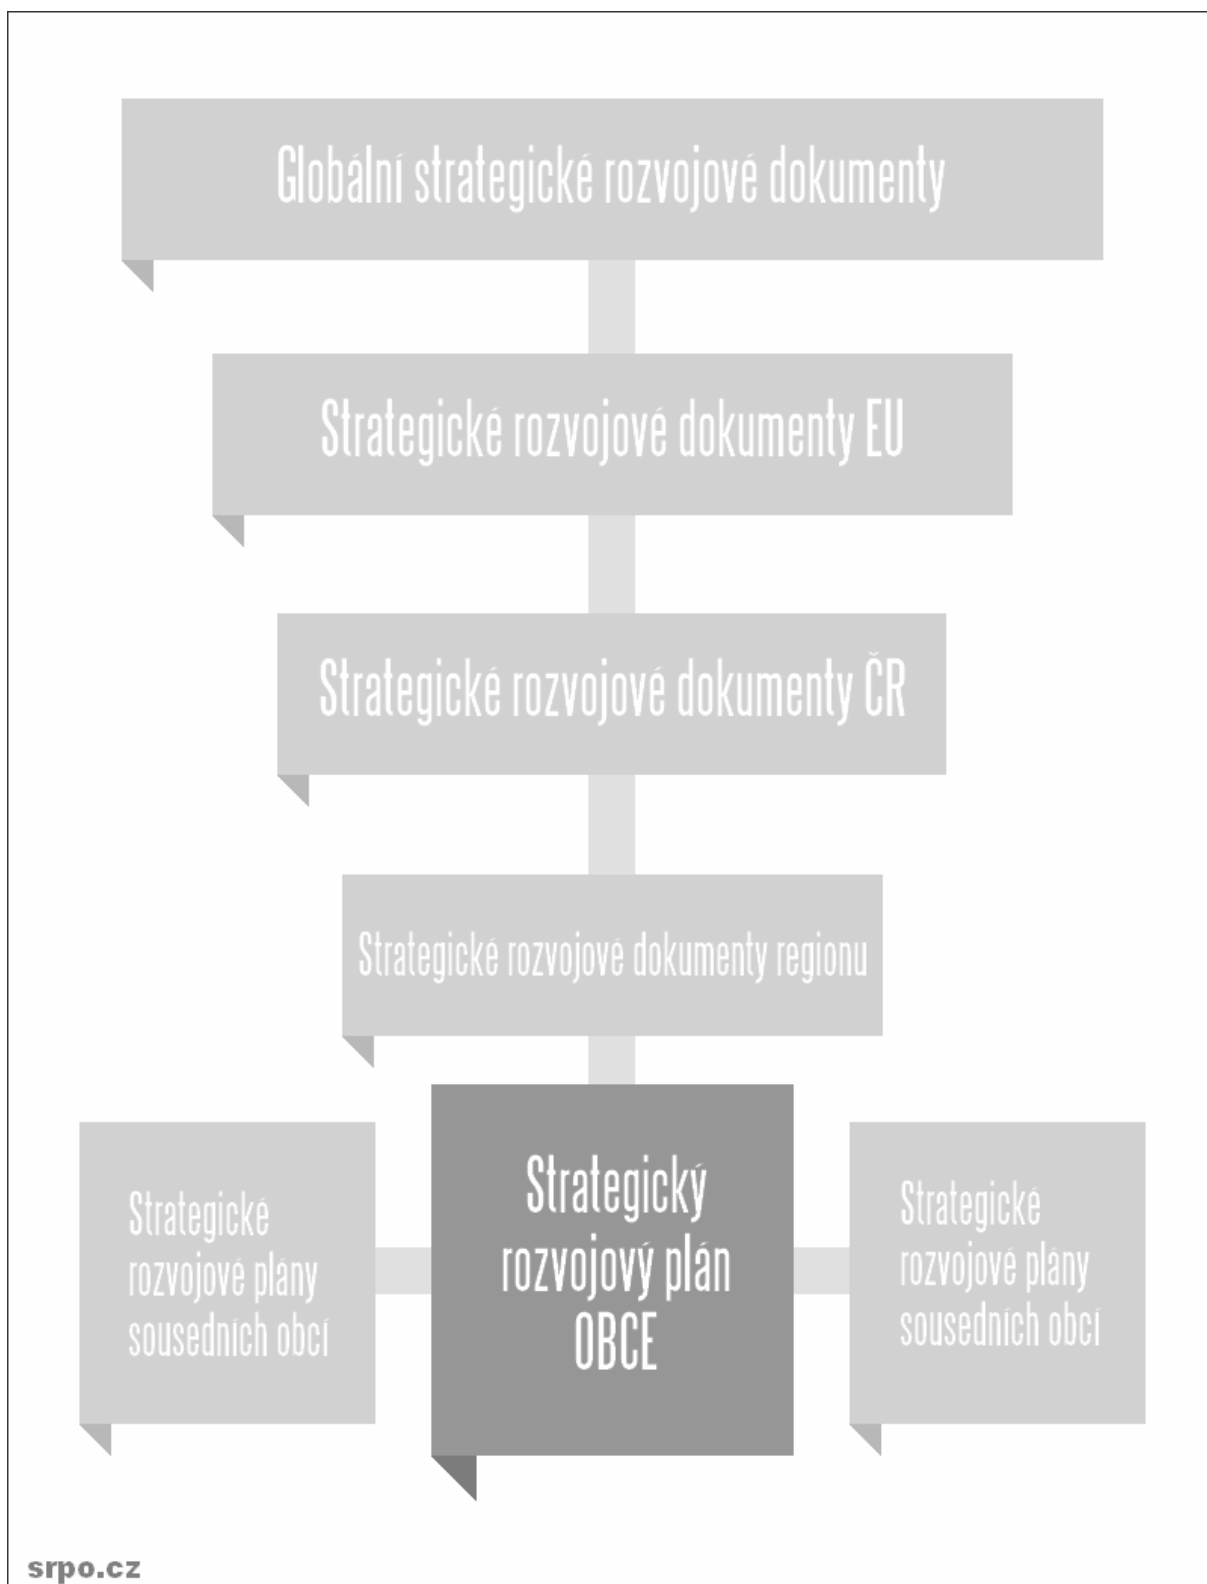 Globální strategické rozvojové dokumenty
Strategické rozvojové dokumenty EU
Strategické rozvojové dokumenty ČR
Strategické rozvojové dokumenty regionu
Strategické
rozvojové plány
sousedních obcí
Strategický
rozvojový plán
OBCE
Strategické
rozvojové plány
sousedních obcí
srpo.cz